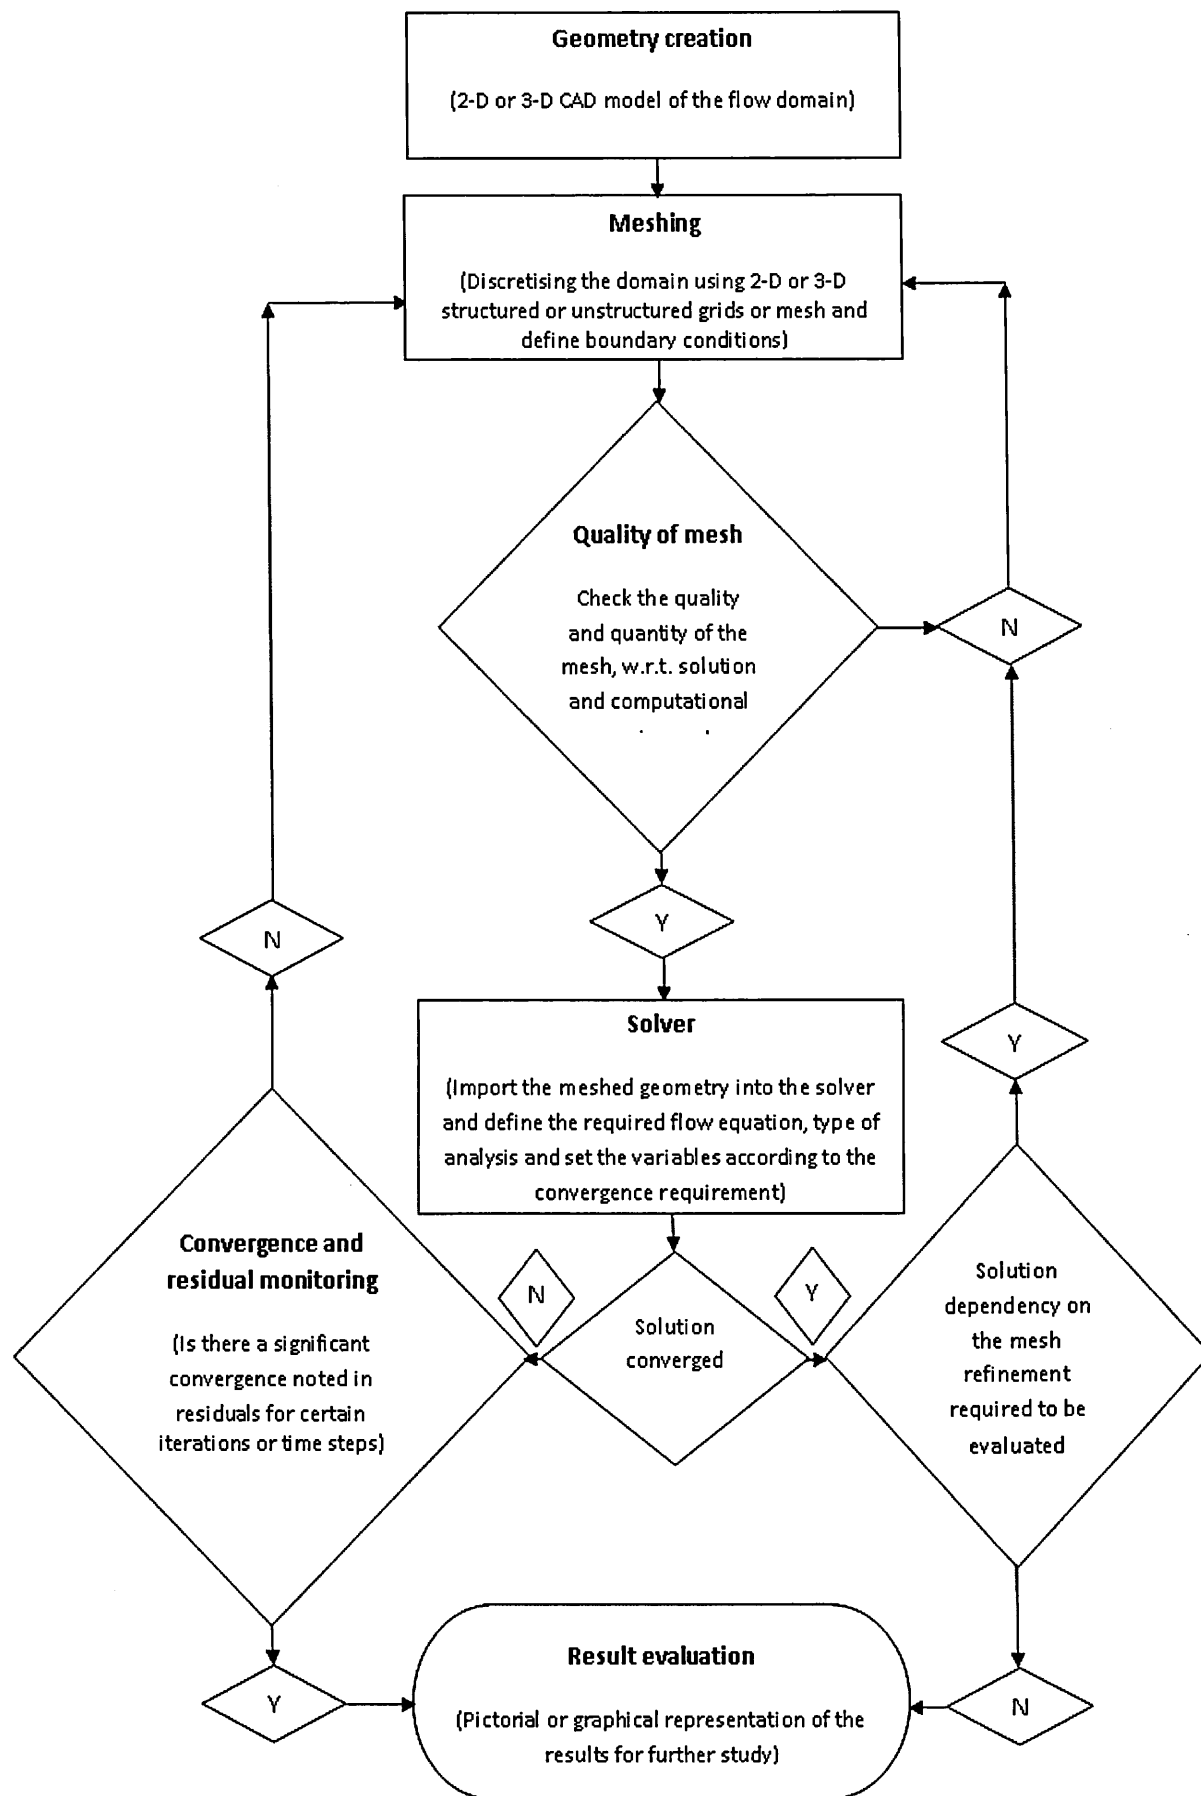 Geometry creation
(2-D or 3-D CAD model of the flow domain)
Meshing
(Discretising the domain using 2-D or 3-D
structured or unstructured grids or mesh and
define boundary conditions)
Quality of mesh
Check the quality
and quantity of the
mesh, w.r.t. solution
and computational
N
Y
N
Solver
(Import the meshed geometry into the solver
and define the required flow equation, type of
analysis and set the variables according to the
convergence requirement)
Y
Convergence and
residual monitoring
(Is there a significant
convergence noted in
residuals for certain
iterations or time steps)
N
Solution
converged
Y
Solution
dependency on
the mesh
refinement
required to be
evaluated
Y
Result evaluation
(Pictorial or graphical representation of the
results for further study)
N